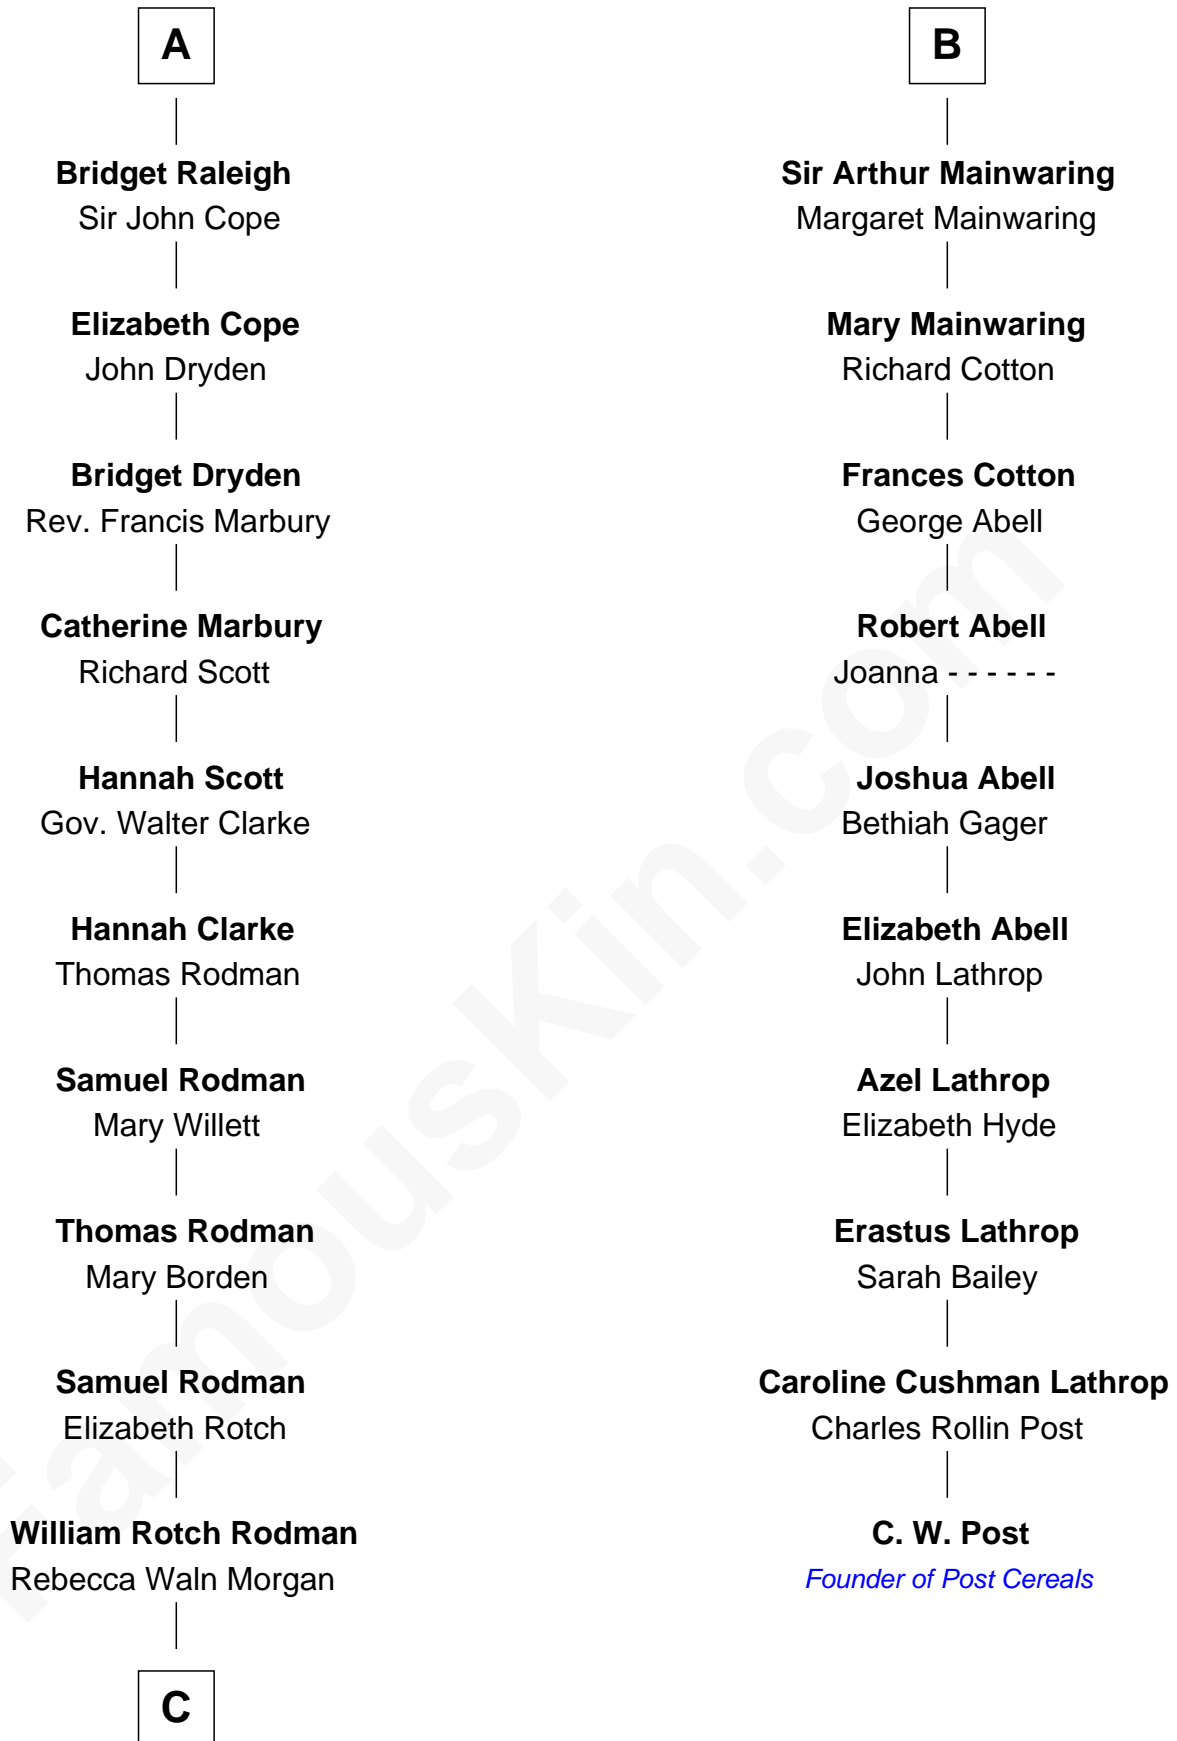 A
Bridget Raleigh
Sir John Cope
Elizabeth Cope
John Dryden
Bridget Dryden
Rev. Francis Marbury
Catherine Marbury
Richard Scott
Hannah Scott
Gov. Walter Clarke
Hannah Clarke
Thomas Rodman
Samuel Rodman
Mary Willett
Thomas Rodman
Mary Borden
Samuel Rodman
Elizabeth Rotch
William Rotch Rodman
Rebecca Waln Morgan
C
B
Sir Arthur Mainwaring
Margaret Mainwaring
Mary Mainwaring
Richard Cotton
Frances Cotton
George Abell
Robert Abell
Joanna - - - - - -
Joshua Abell
Bethiah Gager
Elizabeth Abell
John Lathrop
Azel Lathrop
Elizabeth Hyde
Erastus Lathrop
Sarah Bailey
Caroline Cushman Lathrop
Charles Rollin Post
C. W. Post
Founder of Post Cereals
FamousKin.com